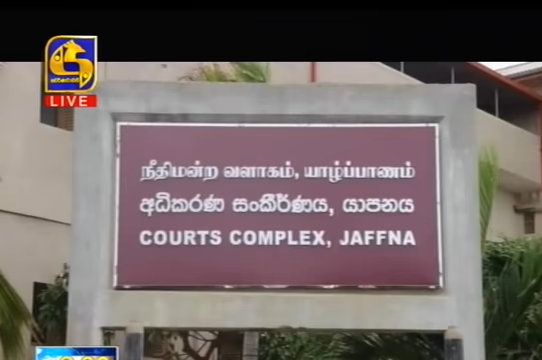 LIVE
நீதிமன்ற வளாகம், யாழ்ப்பாணம்
අධිකරණ සංකීර්ණය, යාපනය
COURTS COMPLEX, JAFFNA